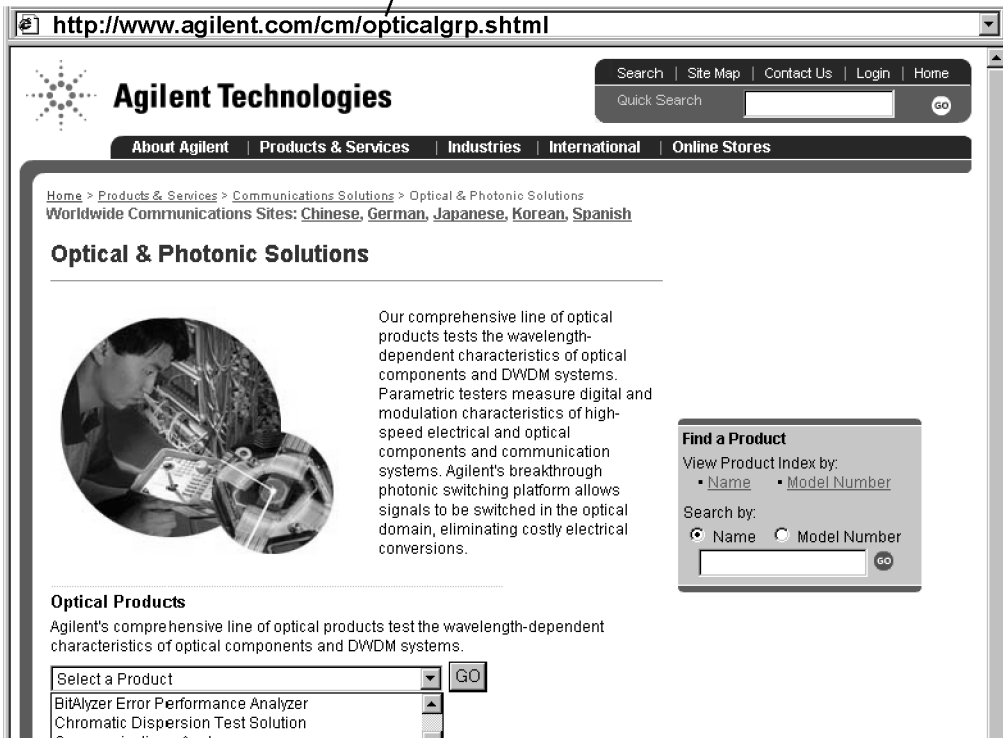 http://www.agilent.com/cm/opticalgrp.shtml
Agilent Technologies
Search | Site Map | Contact Us | Login | Home
Quick Search GO
About Agilent | Products & Services | Industries | International | Online Stores
Home > Products & Services > Communications Solutions > Optical & Photonic Solutions
Worldwide Communications Sites: Chinese, German, Japanese, Korean, Spanish
Optical & Photonic Solutions
Our comprehensive line of optical
products tests the wavelength-
dependent characteristics of optical
components and DWDM systems.
Parametric testers measure digital and
modulation characteristics of high-
speed electrical and optical
components and communication
systems. Agilent's breakthrough
photonic switching platform allows
signals to be switched in the optical
domain, eliminating costly electrical
conversions.
Find a Product
View Product Index by:
▪ Name ▪ Model Number
Search by:
Name Model Number
GO
Optical Products
Agilent's comprehensive line of optical products test the wavelength-dependent
characteristics of optical components and DWDM systems.
Select a Product GO
BitAlyzer Error Performance Analyzer
Chromatic Dispersion Test Solution